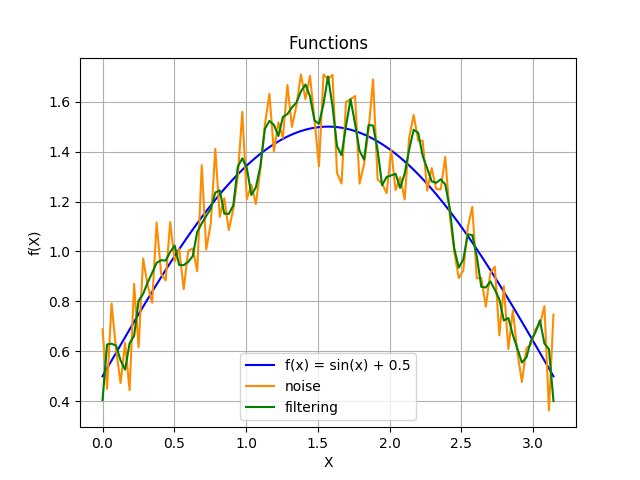 Functions
f(X)
1.6
1.4
1.2
1.0
0.8
0.6
0.4
f(x) = sin(x) + 0.5
noise
filtering
0.0 0.5 1.0 1.5 2.0 2.5 3.0
X